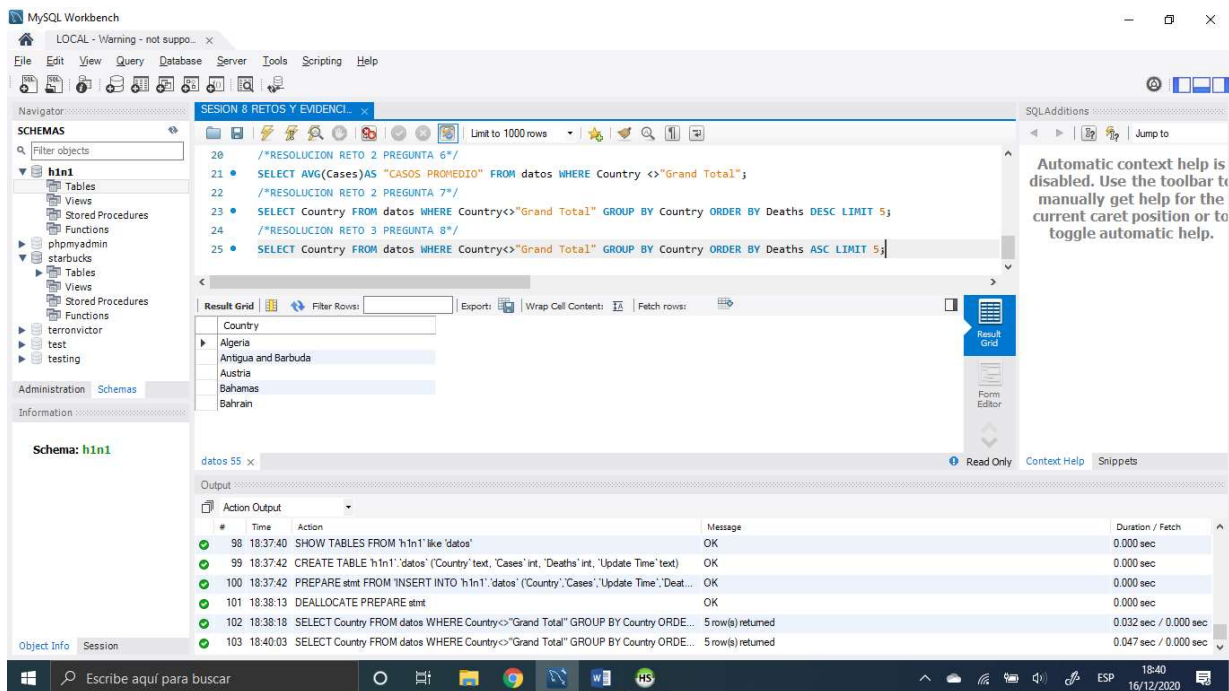 MySQL Workbench
LOCAL - Warning - not suppo...
File Edit View Query Database Server Tools Scripting Help
Navigator
SCHEMAS
Filter objects
h1n1
Tables
Views
Stored Procedures
Functions
phpmyadmin
starbucks
Tables
Views
Stored Procedures
Functions
terronvictor
test
testing
Administration Schemas
Information
Schema: h1n1
Object Info Session
SESION 8 RETOS Y EVIDENCI...
Limit to 1000 rows
20 /*RESOLUCION RETO 2 PREGUNTA 6*/
21 SELECT AVG(Cases)AS "CASOS PROMEDIO" FROM datos WHERE Country <>"Grand Total";
22 /*RESOLUCION RETO 2 PREGUNTA 7*/
23 SELECT Country FROM datos WHERE Country<>"Grand Total" GROUP BY Country ORDER BY Deaths DESC LIMIT 5;
24 /*RESOLUCION RETO 3 PREGUNTA 8*/
25 SELECT Country FROM datos WHERE Country<>"Grand Total" GROUP BY Country ORDER BY Deaths ASC LIMIT 5;
Result Grid Filter Rows: Export: Wrap Cell Content: Fetch rows:
Country
Algeria
Antigua and Barbuda
Austria
Bahamas
Bahrain
Result Grid
Form Editor
datos 55
Read Only
SQLAdditions
Jump to
Automatic context help is
disabled. Use the toolbar to
manually get help for the
current caret position or to
toggle automatic help.
Context Help Snippets
Output
Action Output
# Time Action Message Duration / Fetch
98 18:37:40 SHOW TABLES FROM `h1n1` like 'datos' OK 0.000 sec
99 18:37:42 CREATE TABLE `h1n1`.`datos` (`Country` text, `Cases` int, `Deaths` int, `Update Time` text) OK 0.000 sec
100 18:37:42 PREPARE stmt FROM 'INSERT INTO `h1n1`.`datos` (`Country`,`Cases`,`Update Time`,`Deat... OK 0.000 sec
101 18:38:13 DEALLOCATE PREPARE stmt OK 0.000 sec
102 18:38:18 SELECT Country FROM datos WHERE Country<>"Grand Total" GROUP BY Country ORDE... 5 row(s) returned 0.032 sec / 0.000 sec
103 18:40:03 SELECT Country FROM datos WHERE Country<>"Grand Total" GROUP BY Country ORDE... 5 row(s) returned 0.047 sec / 0.000 sec
Escribe aquí para buscar
HS
ESP
18:40
16/12/2020